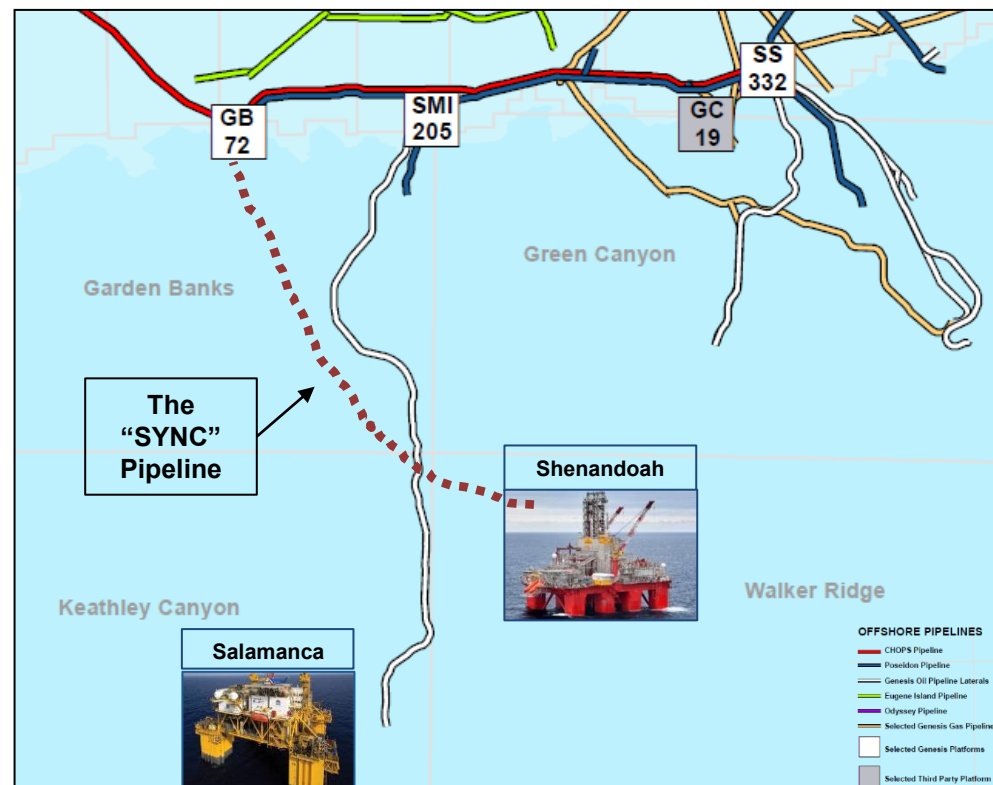 GB
72
SMI
205
GC
19
SS
332
Green Canyon
Garden Banks
The
“SYNC”
Pipeline
Shenandoah
Keathley Canyon
Walker Ridge
Salamanca
OFFSHORE PIPELINES
CHOPS Pipeline
Poseidon Pipeline
Genesis Oil Pipeline Laterals
Eugene Island Pipeline
Odyssey Pipeline
Selected Genesis Gas Pipeline
Selected Genesis Platforms
Selected Third Party Platform